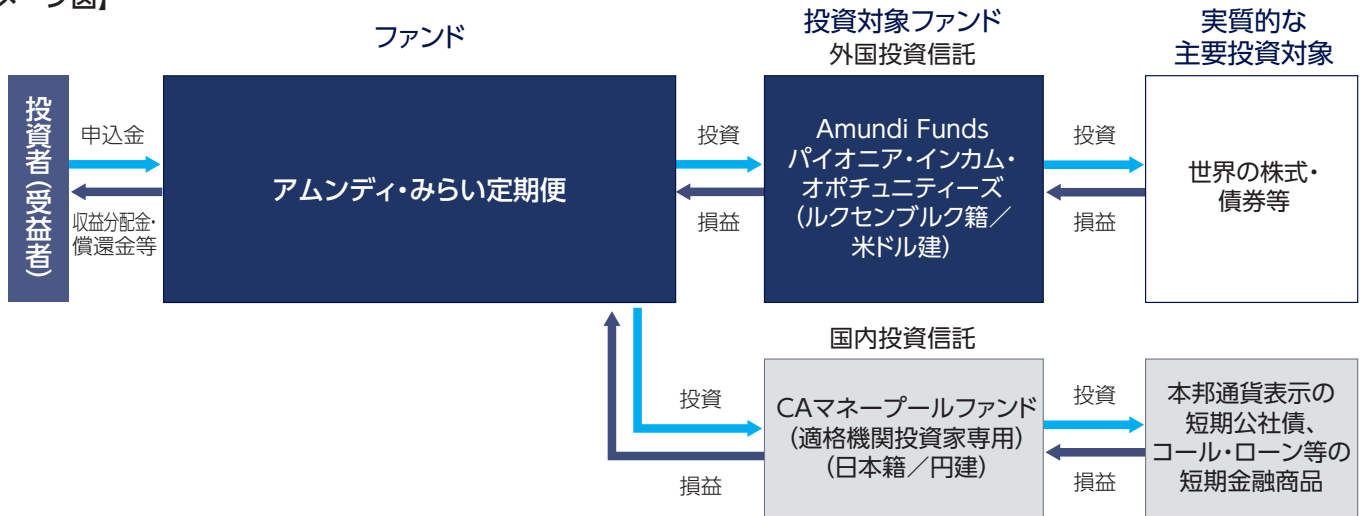 ファンド
投資対象ファンド
外国投資信託
実質的な
主要投資対象
投資者(受益者)
申込金
収益分配金・
償還金等
アムンディ・みらい定期便
投資
損益
Amundi Funds
パイオニア・インカム・
オポチュニティーズ
(ルクセンブルク籍/
米ドル建)
投資
損益
世界の株式・
債券等
国内投資信託
投資
損益
CAマネープールファンド
(適格機関投資家専用)
(日本籍/円建)
投資
損益
本邦通貨表示の
短期公社債、
コール・ローン等の
短期金融商品